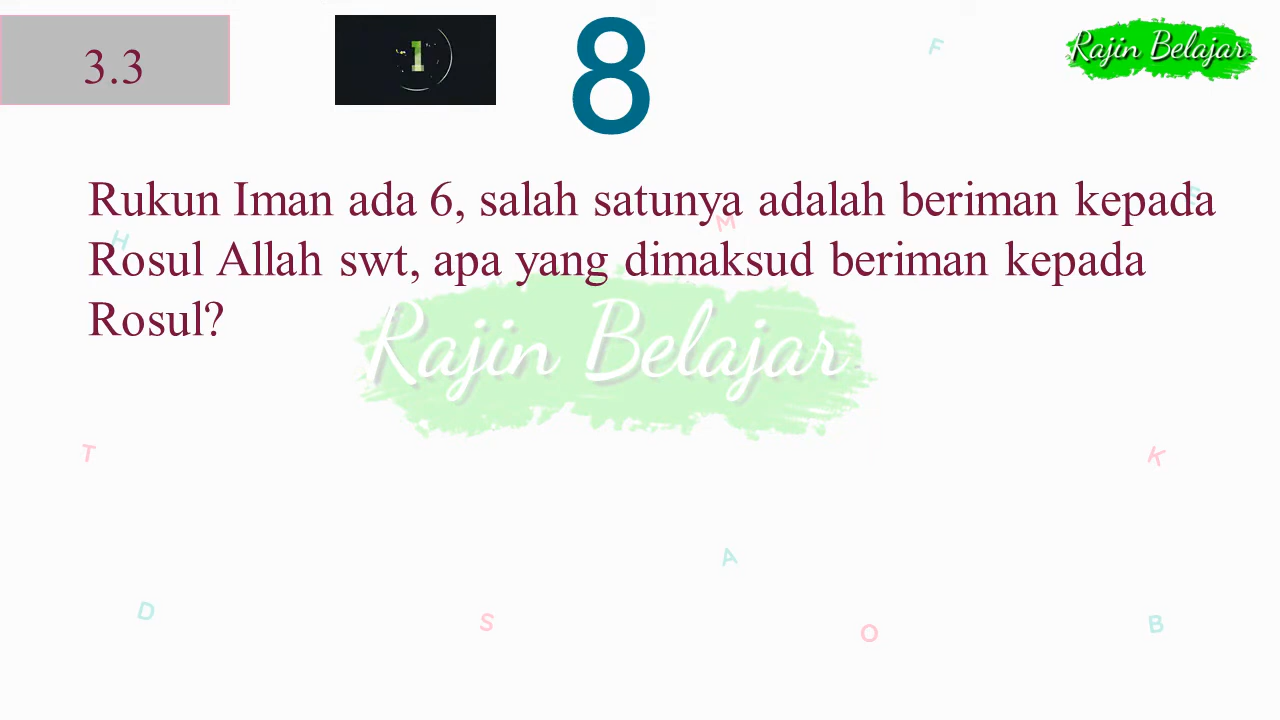 3.3
1
8
Rajin Belajar
Rukun Iman ada 6, salah satunya adalah beriman kepada
Rosul Allah swt, apa yang dimaksud beriman kepada
Rosul?
Rajin Belajar
F
E
H
M
T
K
A
D
S
O
B